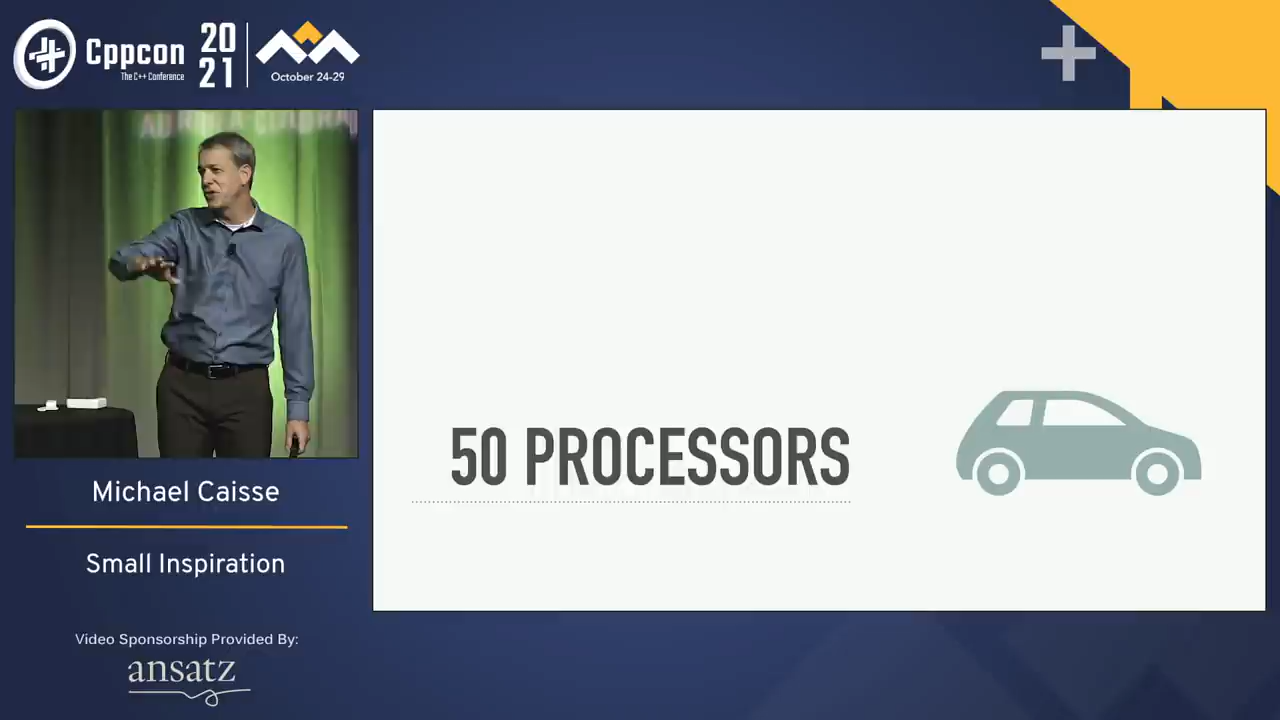 Cppcon
The C++ Conference
20
21
October 24-29
50 PROCESSORS
Michael Caisse
Small Inspiration
Video Sponsorship Provided By:
ansatz